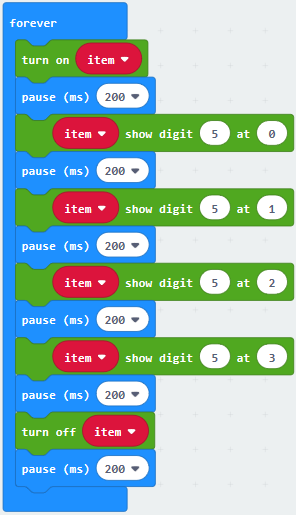 forever
turn on item
pause (ms) 200
item show digit 5 at 0
pause (ms) 200
item show digit 5 at 1
pause (ms) 200
item show digit 5 at 2
pause (ms) 200
item show digit 5 at 3
pause (ms) 200
turn off item
pause (ms) 200